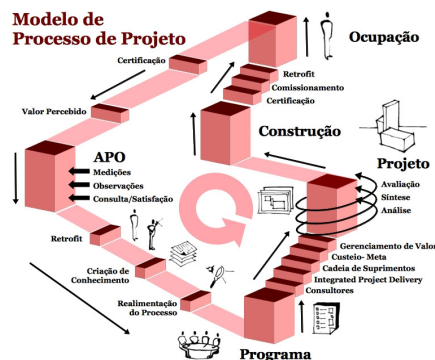 Modelo de
Processo de Projeto
Ocupação
Certificação
Retrofit
Comissionamento
Certificação
Valor Percebido
Construção
APO
Medições
Observações
Consulta/Satisfação
Projeto
Avaliação
Síntese
Análise
Retrofit
Gerenciamento de Valor
Custeio- Meta
Cadeia de Suprimentos
Integrated Project Delivery
Consultores
Criação de
Conhecimento
Realimentação
do Processo
Programa